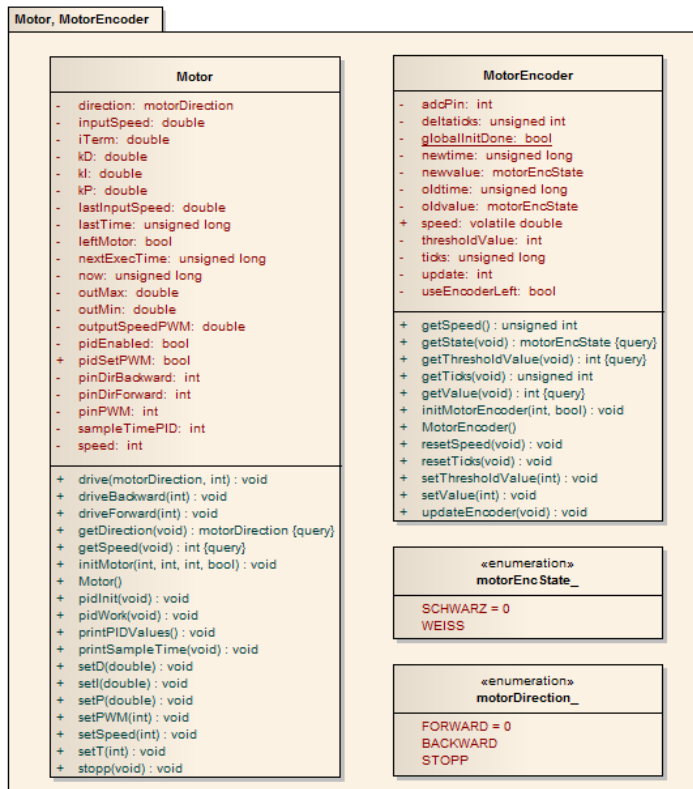 Motor, MotorEncoder
Motor
- direction: motorDirection
- inputSpeed: double
- iTerm: double
- kD: double
- kI: double
- kP: double
- lastInputSpeed: double
- lastTime: unsigned long
- leftMotor: bool
- nextExecTime: unsigned long
- now: unsigned long
- outMax: double
- outMin: double
- outputSpeedPWM: double
- pidEnabled: bool
+ pidSetPWM: bool
- pinDirBackward: int
- pinDirForward: int
- pinPWM: int
- sampleTimePID: int
- speed: int
+ drive(motorDirection, int) : void
+ driveBackward(int) : void
+ driveForward(int) : void
+ getDirection(void) : motorDirection {query}
+ getSpeed(void) : int {query}
+ initMotor(int, int, int, bool) : void
+ Motor()
+ pidInit(void) : void
+ pidWork(void) : void
+ printPIDValues() : void
+ printSampleTime(void) : void
+ setD(double) : void
+ setI(double) : void
+ setP(double) : void
+ setPWM(int) : void
+ setSpeed(int) : void
+ setT(int) : void
+ stopp(void) : void
MotorEncoder
- adcPin: int
- deltaticks: unsigned int
- globalInitDone: bool
- newtime: unsigned long
- newvalue: motorEncState
- oldtime: unsigned long
- oldvalue: motorEncState
+ speed: volatile double
- thresholdValue: int
- ticks: unsigned long
- update: int
- useEncoderLeft: bool
+ getSpeed() : unsigned int
+ getState(void) : motorEncState {query}
+ getThresholdValue(void) : int {query}
+ getTicks(void) : unsigned int
+ getValue(void) : int {query}
+ initMotorEncoder(int, bool) : void
+ MotorEncoder()
+ resetSpeed(void) : void
+ resetTicks(void) : void
+ setThresholdValue(int) : void
+ setValue(int) : void
+ updateEncoder(void) : void
«enumeration»
motorEncState_
SCHWARZ = 0
WEISS
«enumeration»
motorDirection_
FORWARD = 0
BACKWARD
STOPP